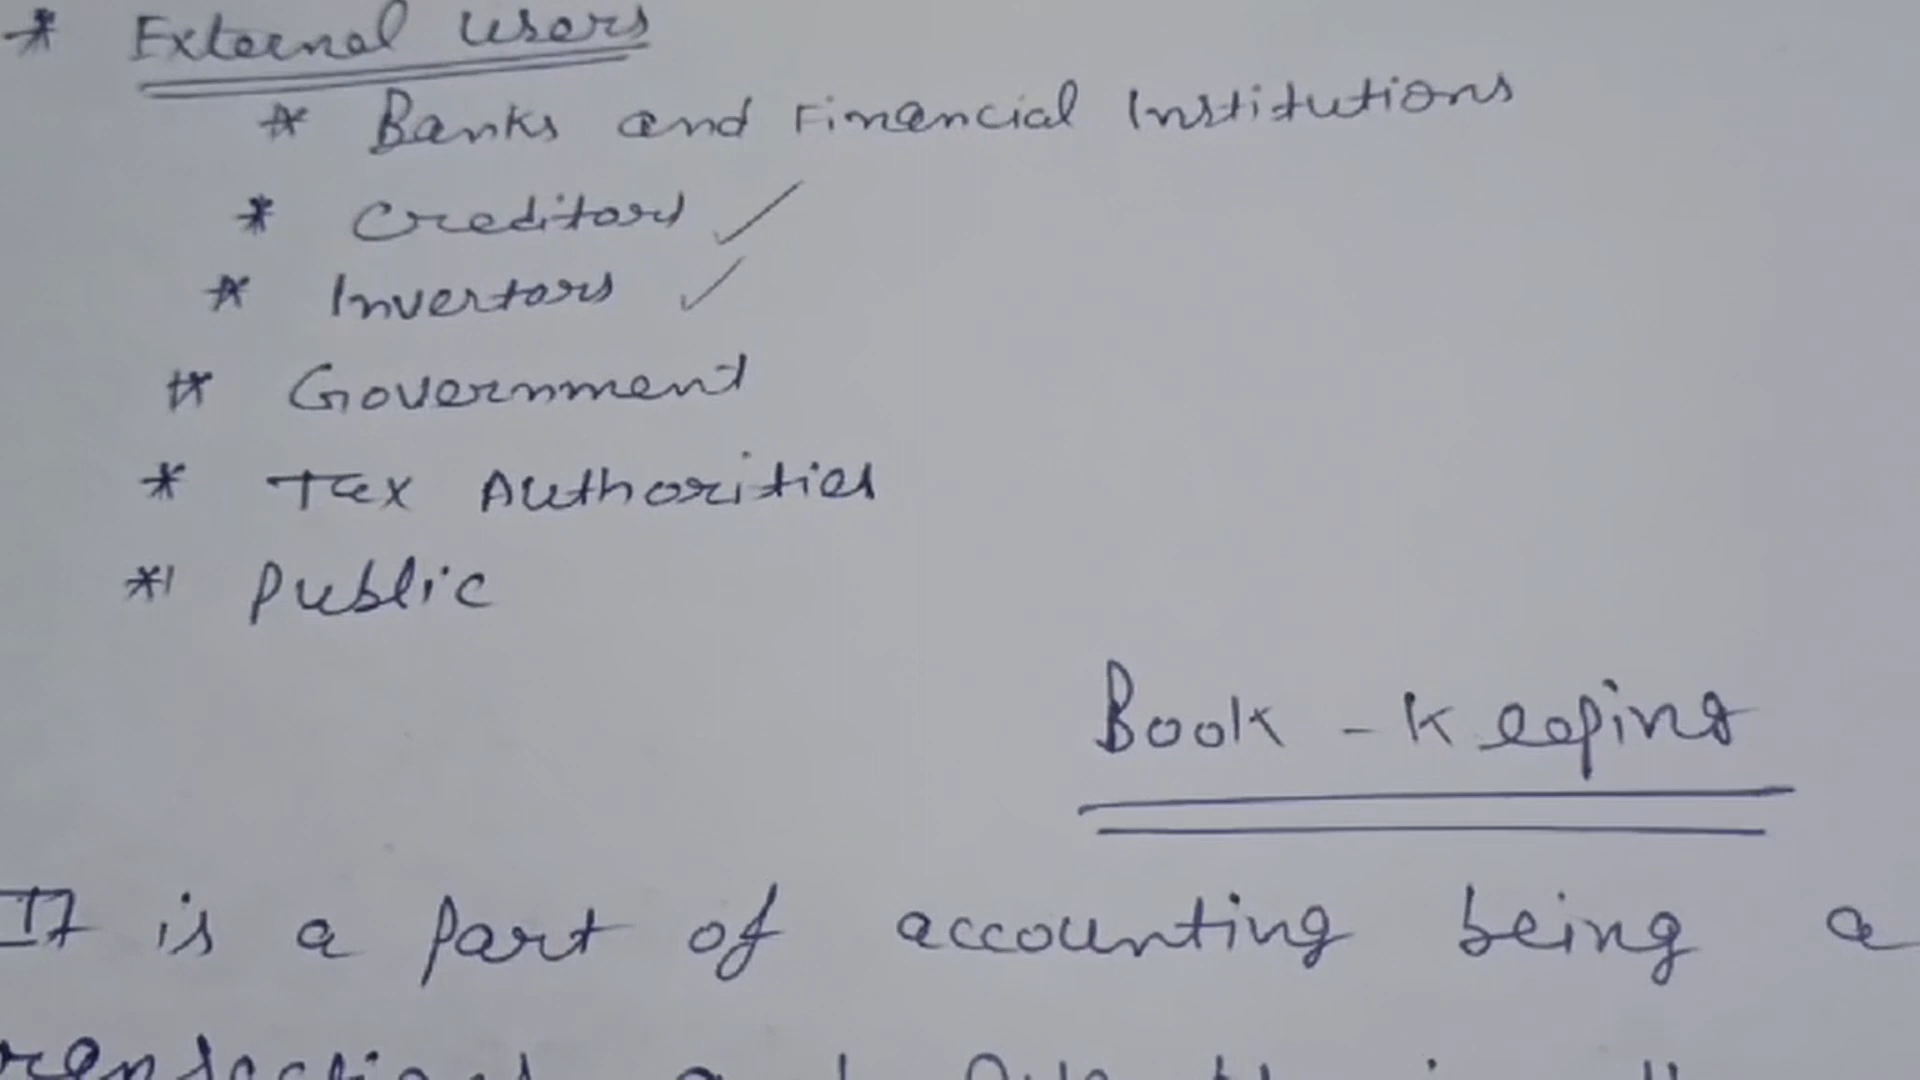 * External Users
* Banks and Financial Institutions
* Creditors ✓
* Invertors ✓
* Government
* Tax Authorities
* Public
Book - Keeping
It is a part of accounting being a